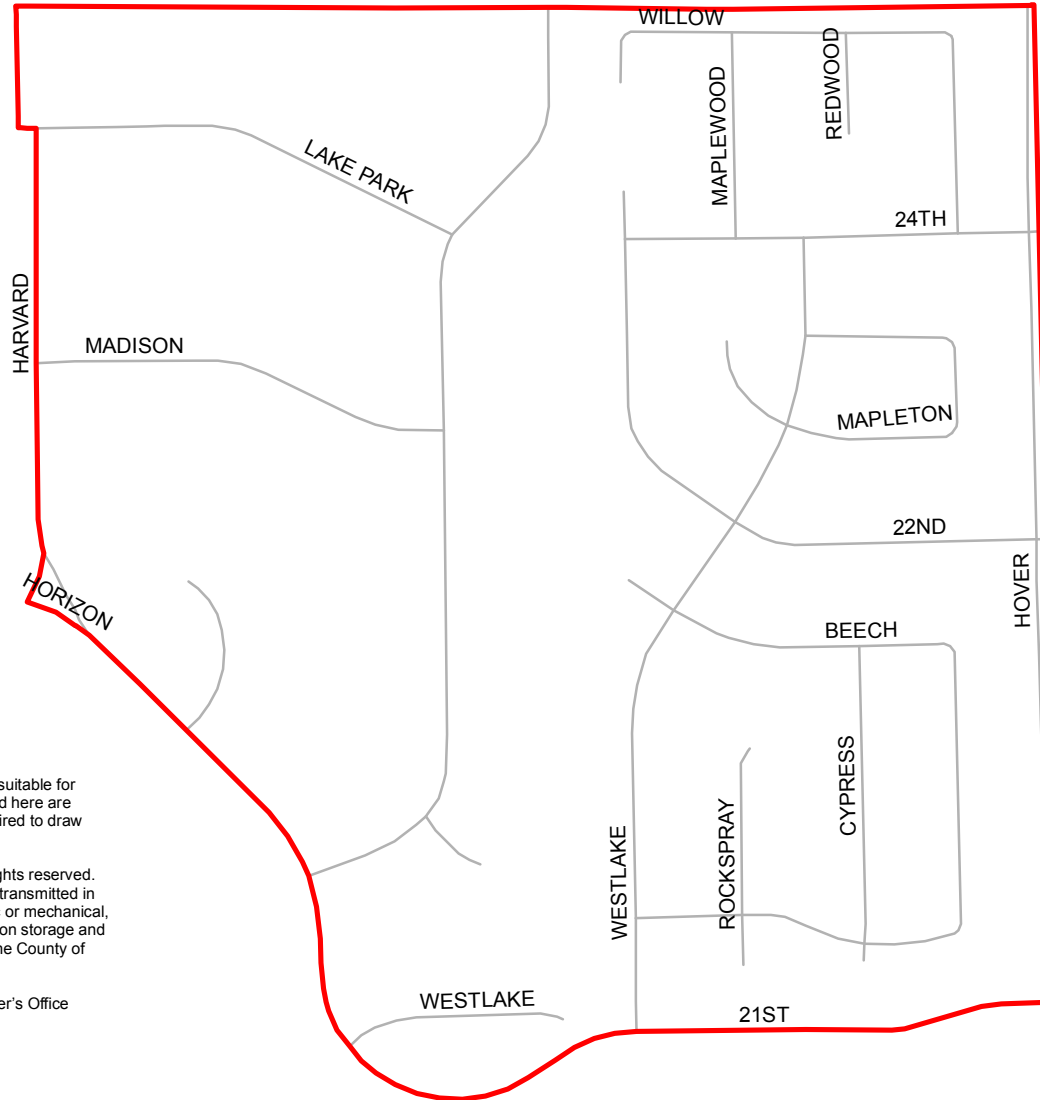 WILLOW
MAPLEWOOD
REDWOOD
LAKE PARK
24TH
HARVARD
MADISON
MAPLETON
22ND
HORIZON
HOVER
BEECH
CYPRESS
ROCKSPRAY
WESTLAKE
WESTLAKE
21ST
suitable for
d here are
ired to draw
ghts reserved.
transmitted in
or mechanical,
on storage and
ne County of
er's Office